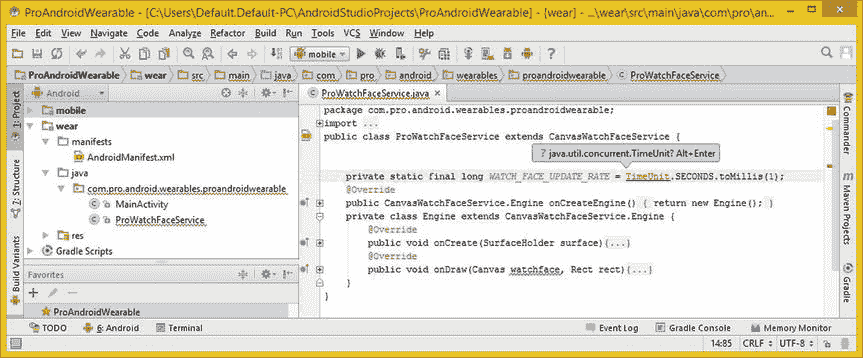 ProAndroidWearable - [C:\Users\Default.Default-PC\AndroidStudioProjects\ProAndroidWearable] - [wear] - ...\wear\src\main\java\com\pro\an...
File Edit View Navigate Code Analyze Refactor Build Run Tools VCS Window Help
mobile
ProAndroidWearable wear src main java com pro android wearables proandroidwearable ProWatchFaceService
Android
ProWatchFaceService.java
1: Project
2: Structure
Build Variants
mobile
wear
manifests
AndroidManifest.xml
java
com.pro.android.wearables.proandroidwearable
MainActivity
ProWatchFaceService
res
Gradle Scripts
Favorites
ProAndroidWearable
package com.pro.android.wearables.proandroidwearable;
import ...
public class ProWatchFaceService extends CanvasWatchFaceService {
? java.util.concurrent.TimeUnit? Alt+Enter
private static final long WATCH_FACE_UPDATE_RATE = TimeUnit.SECONDS.toMillis(1);
@Override
public CanvasWatchFaceService.Engine onCreateEngine() { return new Engine(); }
private class Engine extends CanvasWatchFaceService.Engine {
@Override
public void onCreate(SurfaceHolder surface){...}
@Override
public void onDraw(Canvas watchface, Rect rect){...}
}
}
Commander
Maven Projects
Gradle
TODO 6: Android Terminal Event Log Gradle Console Memory Monitor
14:85 CRLF UTF-8